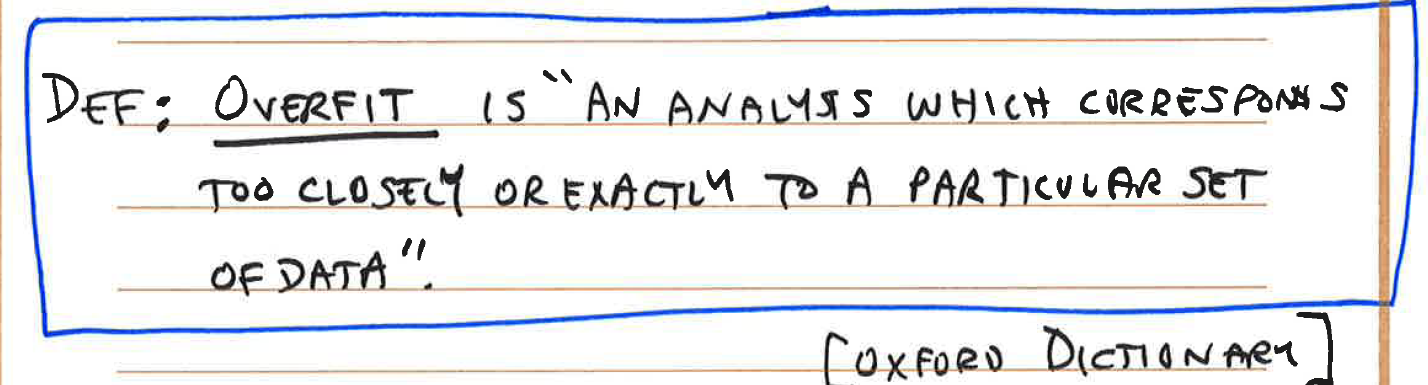 DEF: OVERFIT IS "AN ANALYSIS WHICH CORRESPONDS
TOO CLOSELY OR EXACTLY TO A PARTICULAR SET
OF DATA".
[OXFORD DICTIONARY]